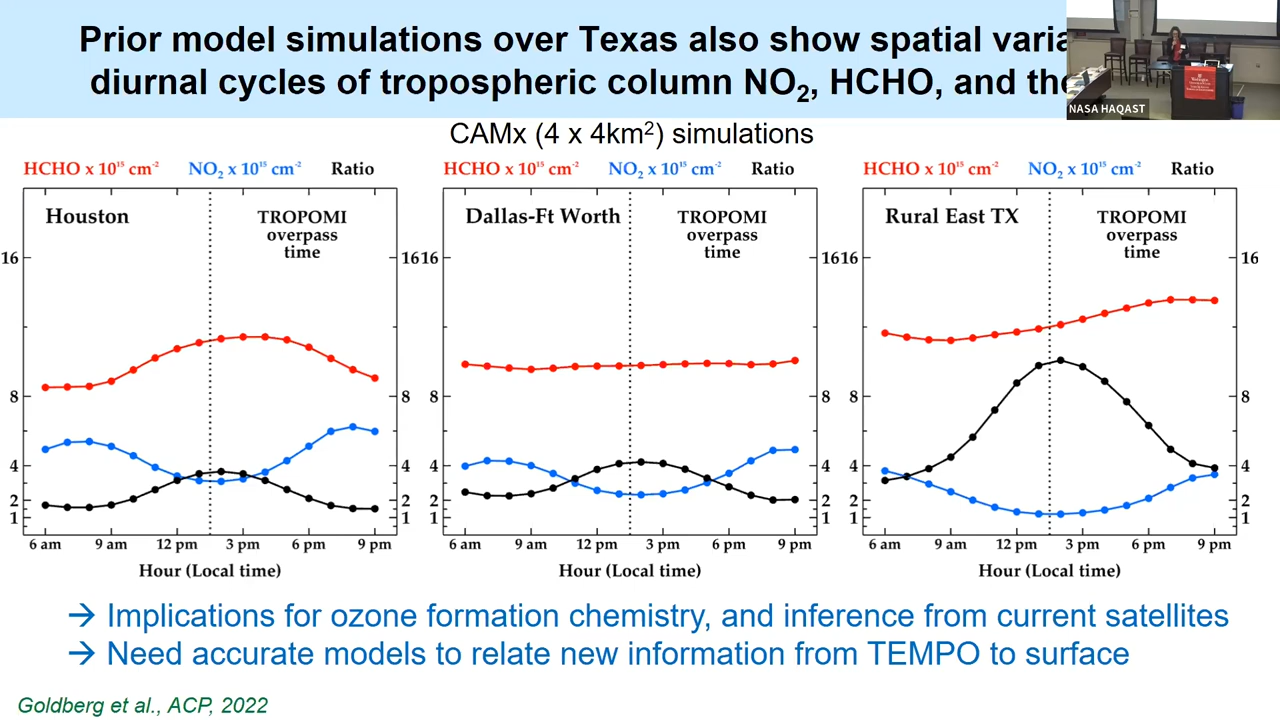 Prior model simulations over Texas also show spatial
diurnal cycles of tropospheric column NO₂, HCHO, and
NASA HAQAST
CAMx (4 x 4km²) simulations
HCHO x 10¹⁵ cm⁻² NO₂ x 10¹⁵ cm⁻² Ratio
HCHO x 10¹⁵ cm⁻² NO₂ x 10¹⁵ cm⁻² Ratio
HCHO x 10¹⁵ cm⁻² NO₂ x 10¹⁵ cm⁻² Ratio
Houston
TROPOMI
overpass
time
16 8 4 2 1
16 8 4 2 1
6 am 9 am 12 pm 3 pm 6 pm 9 pm
Hour (Local time)
Dallas-Ft Worth
TROPOMI
overpass
time
16 8 4 2 1
16 8 4 2 1
6 am 9 am 12 pm 3 pm 6 pm 9 pm
Hour (Local time)
Rural East TX
TROPOMI
overpass
time
16 8 4 2 1
16 8 4 2 1
6 am 9 am 12 pm 3 pm 6 pm 9 pm
Hour (Local time)
→ Implications for ozone formation chemistry, and inference from current satellites
→ Need accurate models to relate new information from TEMPO to surface
Goldberg et al., ACP, 2022